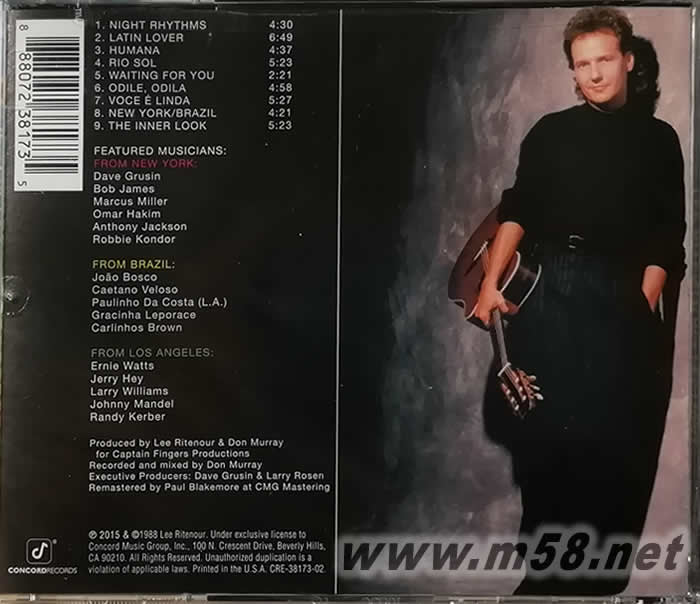 1. NIGHT RHYTHMS 4:30
2. LATIN LOVER 6:49
3. HUMANA 4:37
4. RIO SOL 5:23
5. WAITING FOR YOU 2:21
6. ODILE, ODILA 4:58
7. VOCE É LINDA 5:27
8. NEW YORK/BRAZIL 4:21
9. THE INNER LOOK 5:23
8 88072 38173 5
FEATURED MUSICIANS:
FROM NEW YORK:
Dave Grusin
Bob James
Marcus Miller
Omar Hakim
Anthony Jackson
Robbie Kondor
FROM BRAZIL:
João Bosco
Caetano Veloso
Paulinho Da Costa (L.A.)
Gracinha Leporace
Carlinhos Brown
FROM LOS ANGELES:
Ernie Watts
Jerry Hey
Larry Williams
Johnny Mandel
Randy Kerber
Produced by Lee Ritenour & Don Murray
for Captain Fingers Productions
Recorded and mixed by Don Murray
Executive Producers: Dave Grusin & Larry Rosen
Remastered by Paul Blakemore at CMG Mastering
℗ 2015 & ©1988 Lee Ritenour. Under exclusive license to
Concord Music Group, Inc., 100 N. Crescent Drive, Beverly Hills,
CA 90210. All Rights Reserved. Unauthorized duplication is a
violation of applicable laws. Printed in the U.S.A. CRE-38173-02.
CONCORD RECORDS
www.m58.net